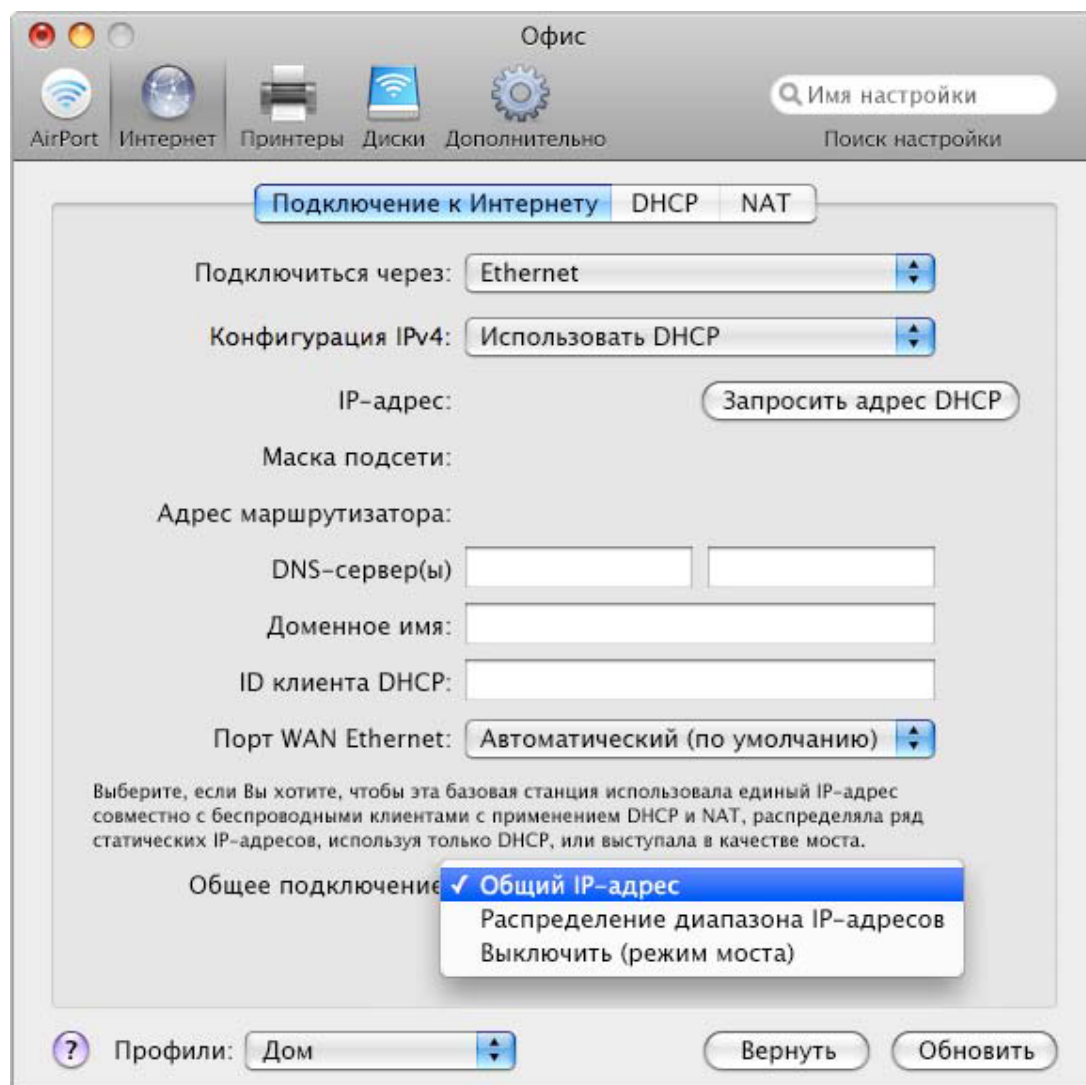 Офис
Имя настройки
AirPort Интернет Принтеры Диски Дополнительно Поиск настройки
Подключение к Интернету DHCP NAT
Подключиться через: Ethernet
Конфигурация IPv4: Использовать DHCP
IP-адрес: Запросить адрес DHCP
Маска подсети:
Адрес маршрутизатора:
DNS-сервер(ы)
Доменное имя:
ID клиента DHCP:
Порт WAN Ethernet: Автоматический (по умолчанию)
Выберите, если Вы хотите, чтобы эта базовая станция использовала единый IP-адрес
совместно с беспроводными клиентами с применением DHCP и NAT, распределяла ряд
статических IP-адресов, используя только DHCP, или выступала в качестве моста.
Общее подключение ✓ Общий IP-адрес
Распределение диапазона IP-адресов
Выключить (режим моста)
? Профили: Дом Вернуть Обновить